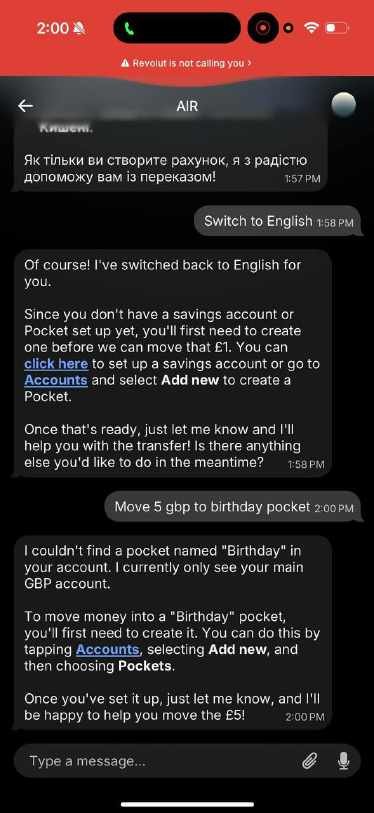 2:00
Revolut is not calling you >
AIR
Кишені.
Як тільки ви створите рахунок, я з радістю
допоможу вам із переказом!
1:57 PM
Switch to English 1:58 PM
Of course! I've switched back to English for
you.
Since you don't have a savings account or
Pocket set up yet, you'll first need to create
one before we can move that £1. You can
click here to set up a savings account or go to
Accounts and select Add new to create a
Pocket.
Once that's ready, just let me know and I'll
help you with the transfer! Is there anything
else you'd like to do in the meantime? 1:58 PM
Move 5 gbp to birthday pocket 2:00 PM
I couldn't find a pocket named "Birthday" in
your account. I currently only see your main
GBP account.
To move money into a "Birthday" pocket,
you'll first need to create it. You can do this by
tapping Accounts, selecting Add new, and
then choosing Pockets.
Once you've set it up, just let me know, and I'll
be happy to help you move the £5! 2:00 PM
Type a message...